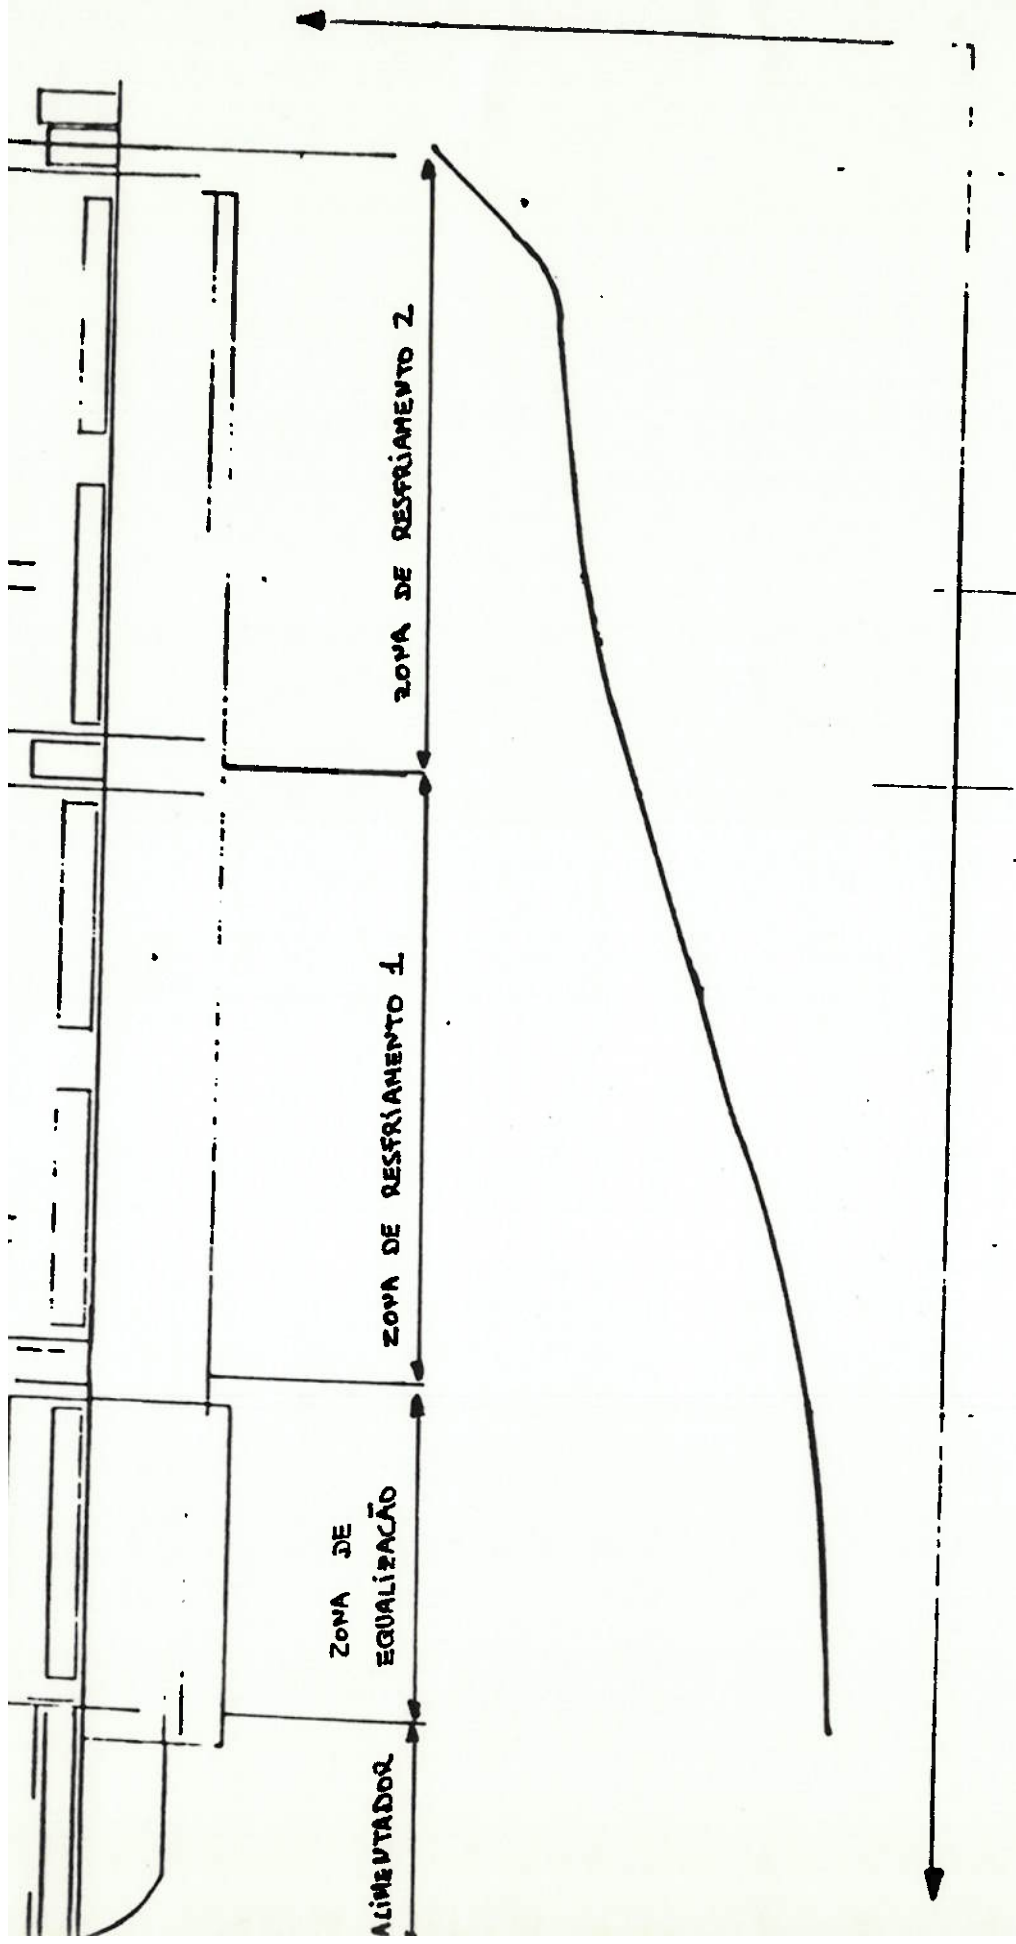 ZONA DE RESFRIAMENTO 2
ZONA DE RESFRIAMENTO 1
ZONA DE
EQUALIZAÇÃO
ALIMENTADOR